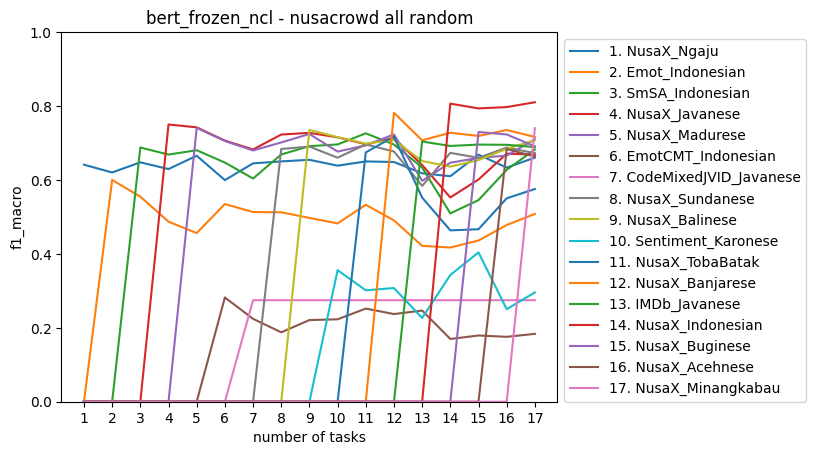 bert_frozen_ncl - nusacrowd all random
1.0
0.8
0.6
0.4
0.2
0.0
f1_macro
1 2 3 4 5 6 7 8 9 10 11 12 13 14 15 16 17
number of tasks
1. NusaX_Ngaju
2. Emot_Indonesian
3. SmSA_Indonesian
4. NusaX_Javanese
5. NusaX_Madurese
6. EmotCMT_Indonesian
7. CodeMixedJVID_Javanese
8. NusaX_Sundanese
9. NusaX_Balinese
10. Sentiment_Karonese
11. NusaX_TobaBatak
12. NusaX_Banjarese
13. IMDb_Javanese
14. NusaX_Indonesian
15. NusaX_Buginese
16. NusaX_Acehnese
17. NusaX_Minangkabau